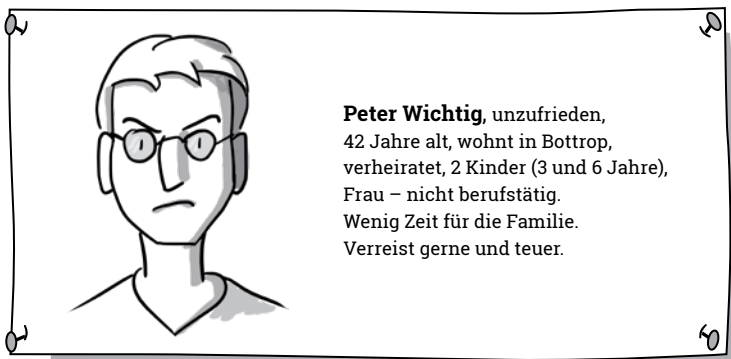 Peter Wichtig, unzufrieden,
42 Jahre alt, wohnt in Bottrop,
verheiratet, 2 Kinder (3 und 6 Jahre),
Frau – nicht berufstätig.
Wenig Zeit für die Familie.
Verreist gerne und teuer.